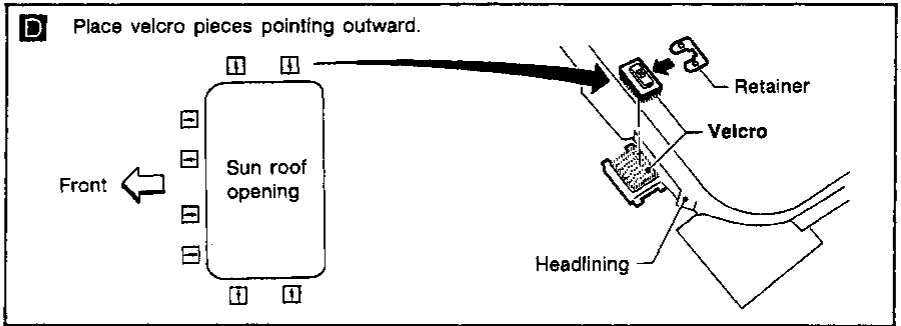 D Place velcro pieces pointing outward.
Retainer
Velcro
Sun roof
opening
Front
Headlining